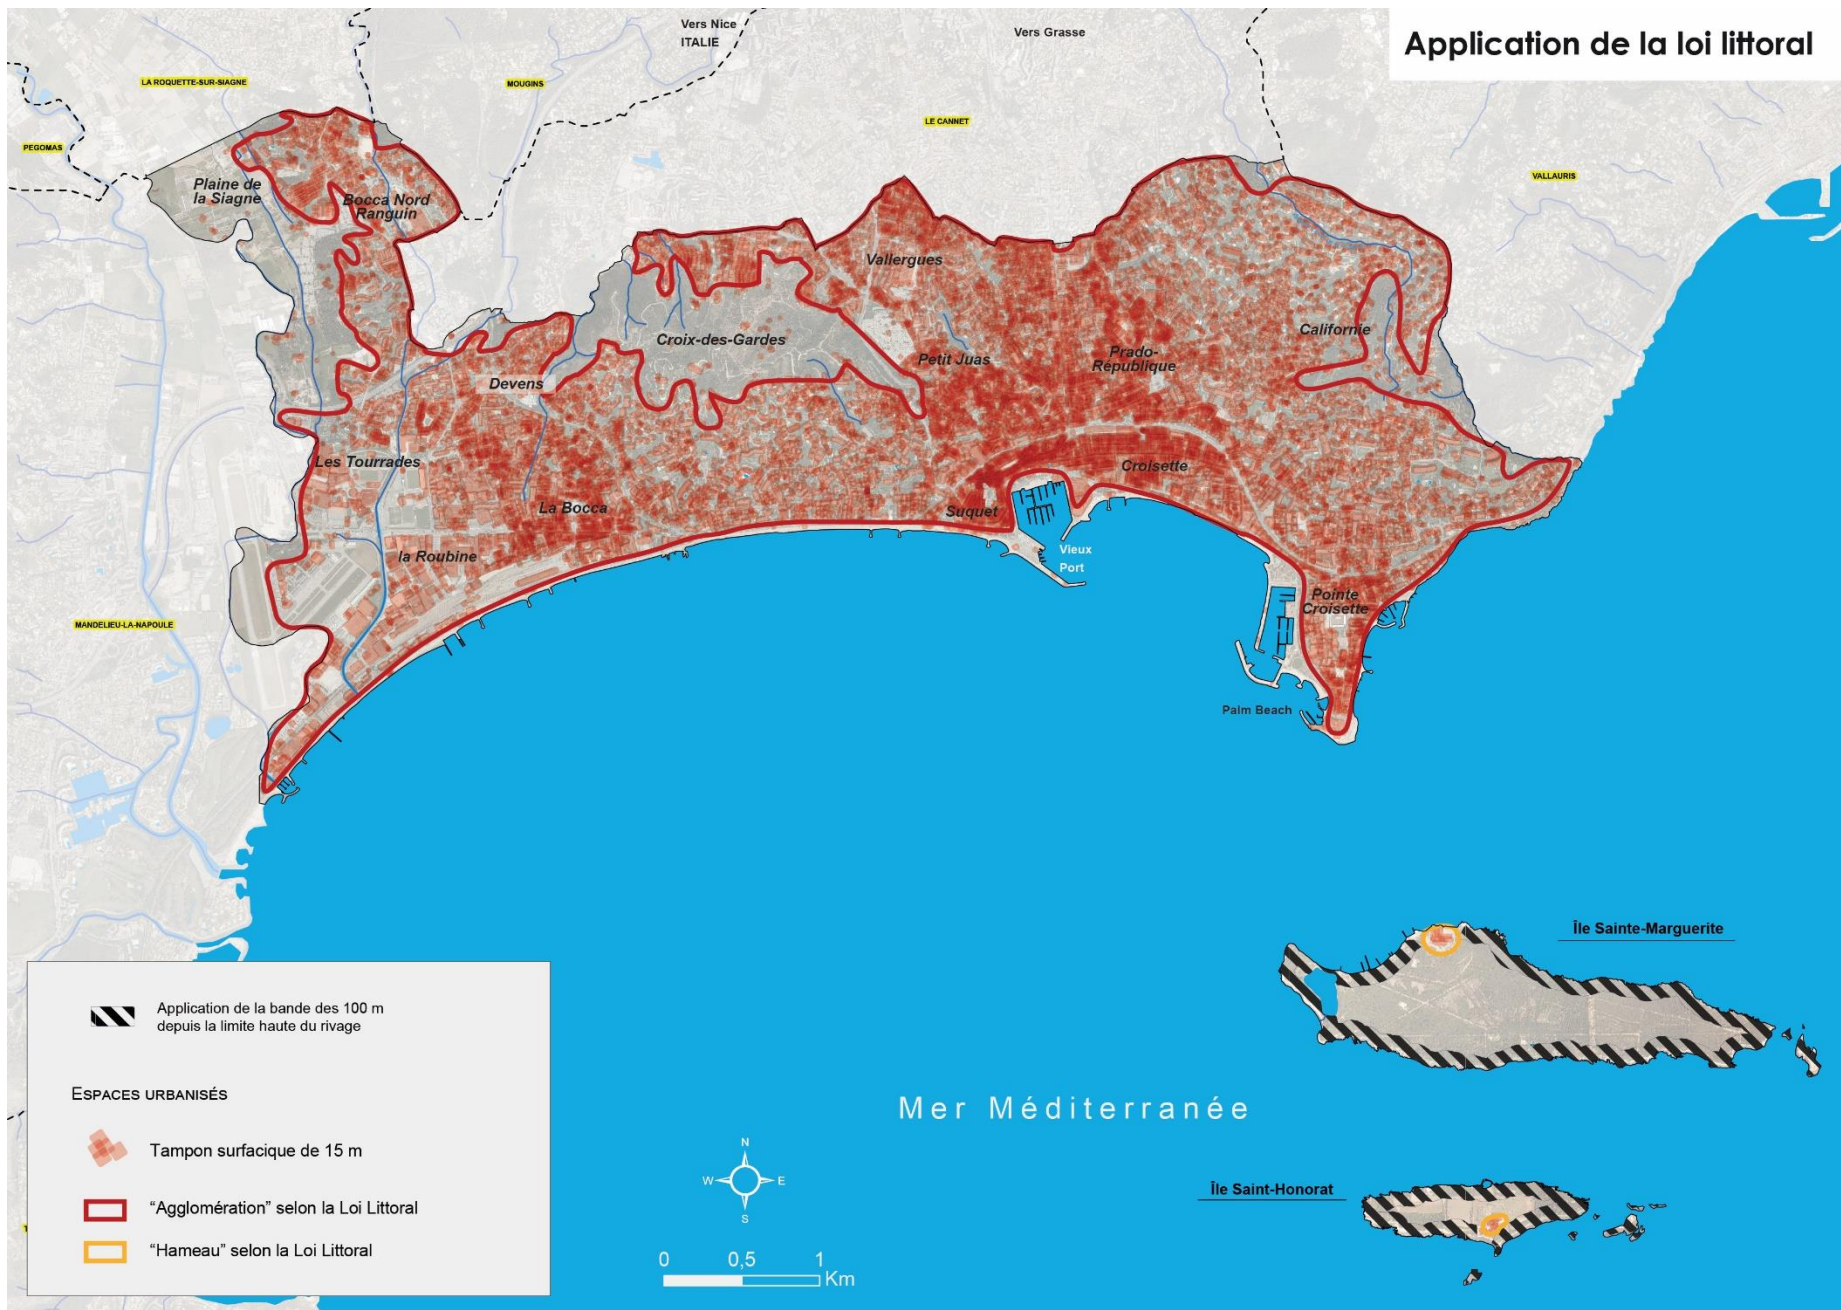 Application de la loi littoral
Vers Nice
ITALIE
Vers Grasse
LA ROQUETTE-SUR-SIAGNE
MOUGINS
LE CANNET
PEGOMAS
VALLAURIS
Plaine de
la Siagne
Bocca Nord
Ranguin
Vallergues
Croix-des-Gardes
Californie
Petit Juas
Prado-
République
Devens
Les Tourrades
Croisette
La Bocca
Suquet
la Roubine
Vieux
Port
Pointe
Croisette
MANDELIEU-LA-NAPOULE
Palm Beach
Île Sainte-Marguerite
Application de la bande des 100 m
depuis la limite haute du rivage
ESPACES URBANISÉS
Mer Méditerranée
Tampon surfacique de 15 m
N
W
E
S
Île Saint-Honorat
"Agglomération" selon la Loi Littoral
"Hameau" selon la Loi Littoral
0 0,5 1
Km